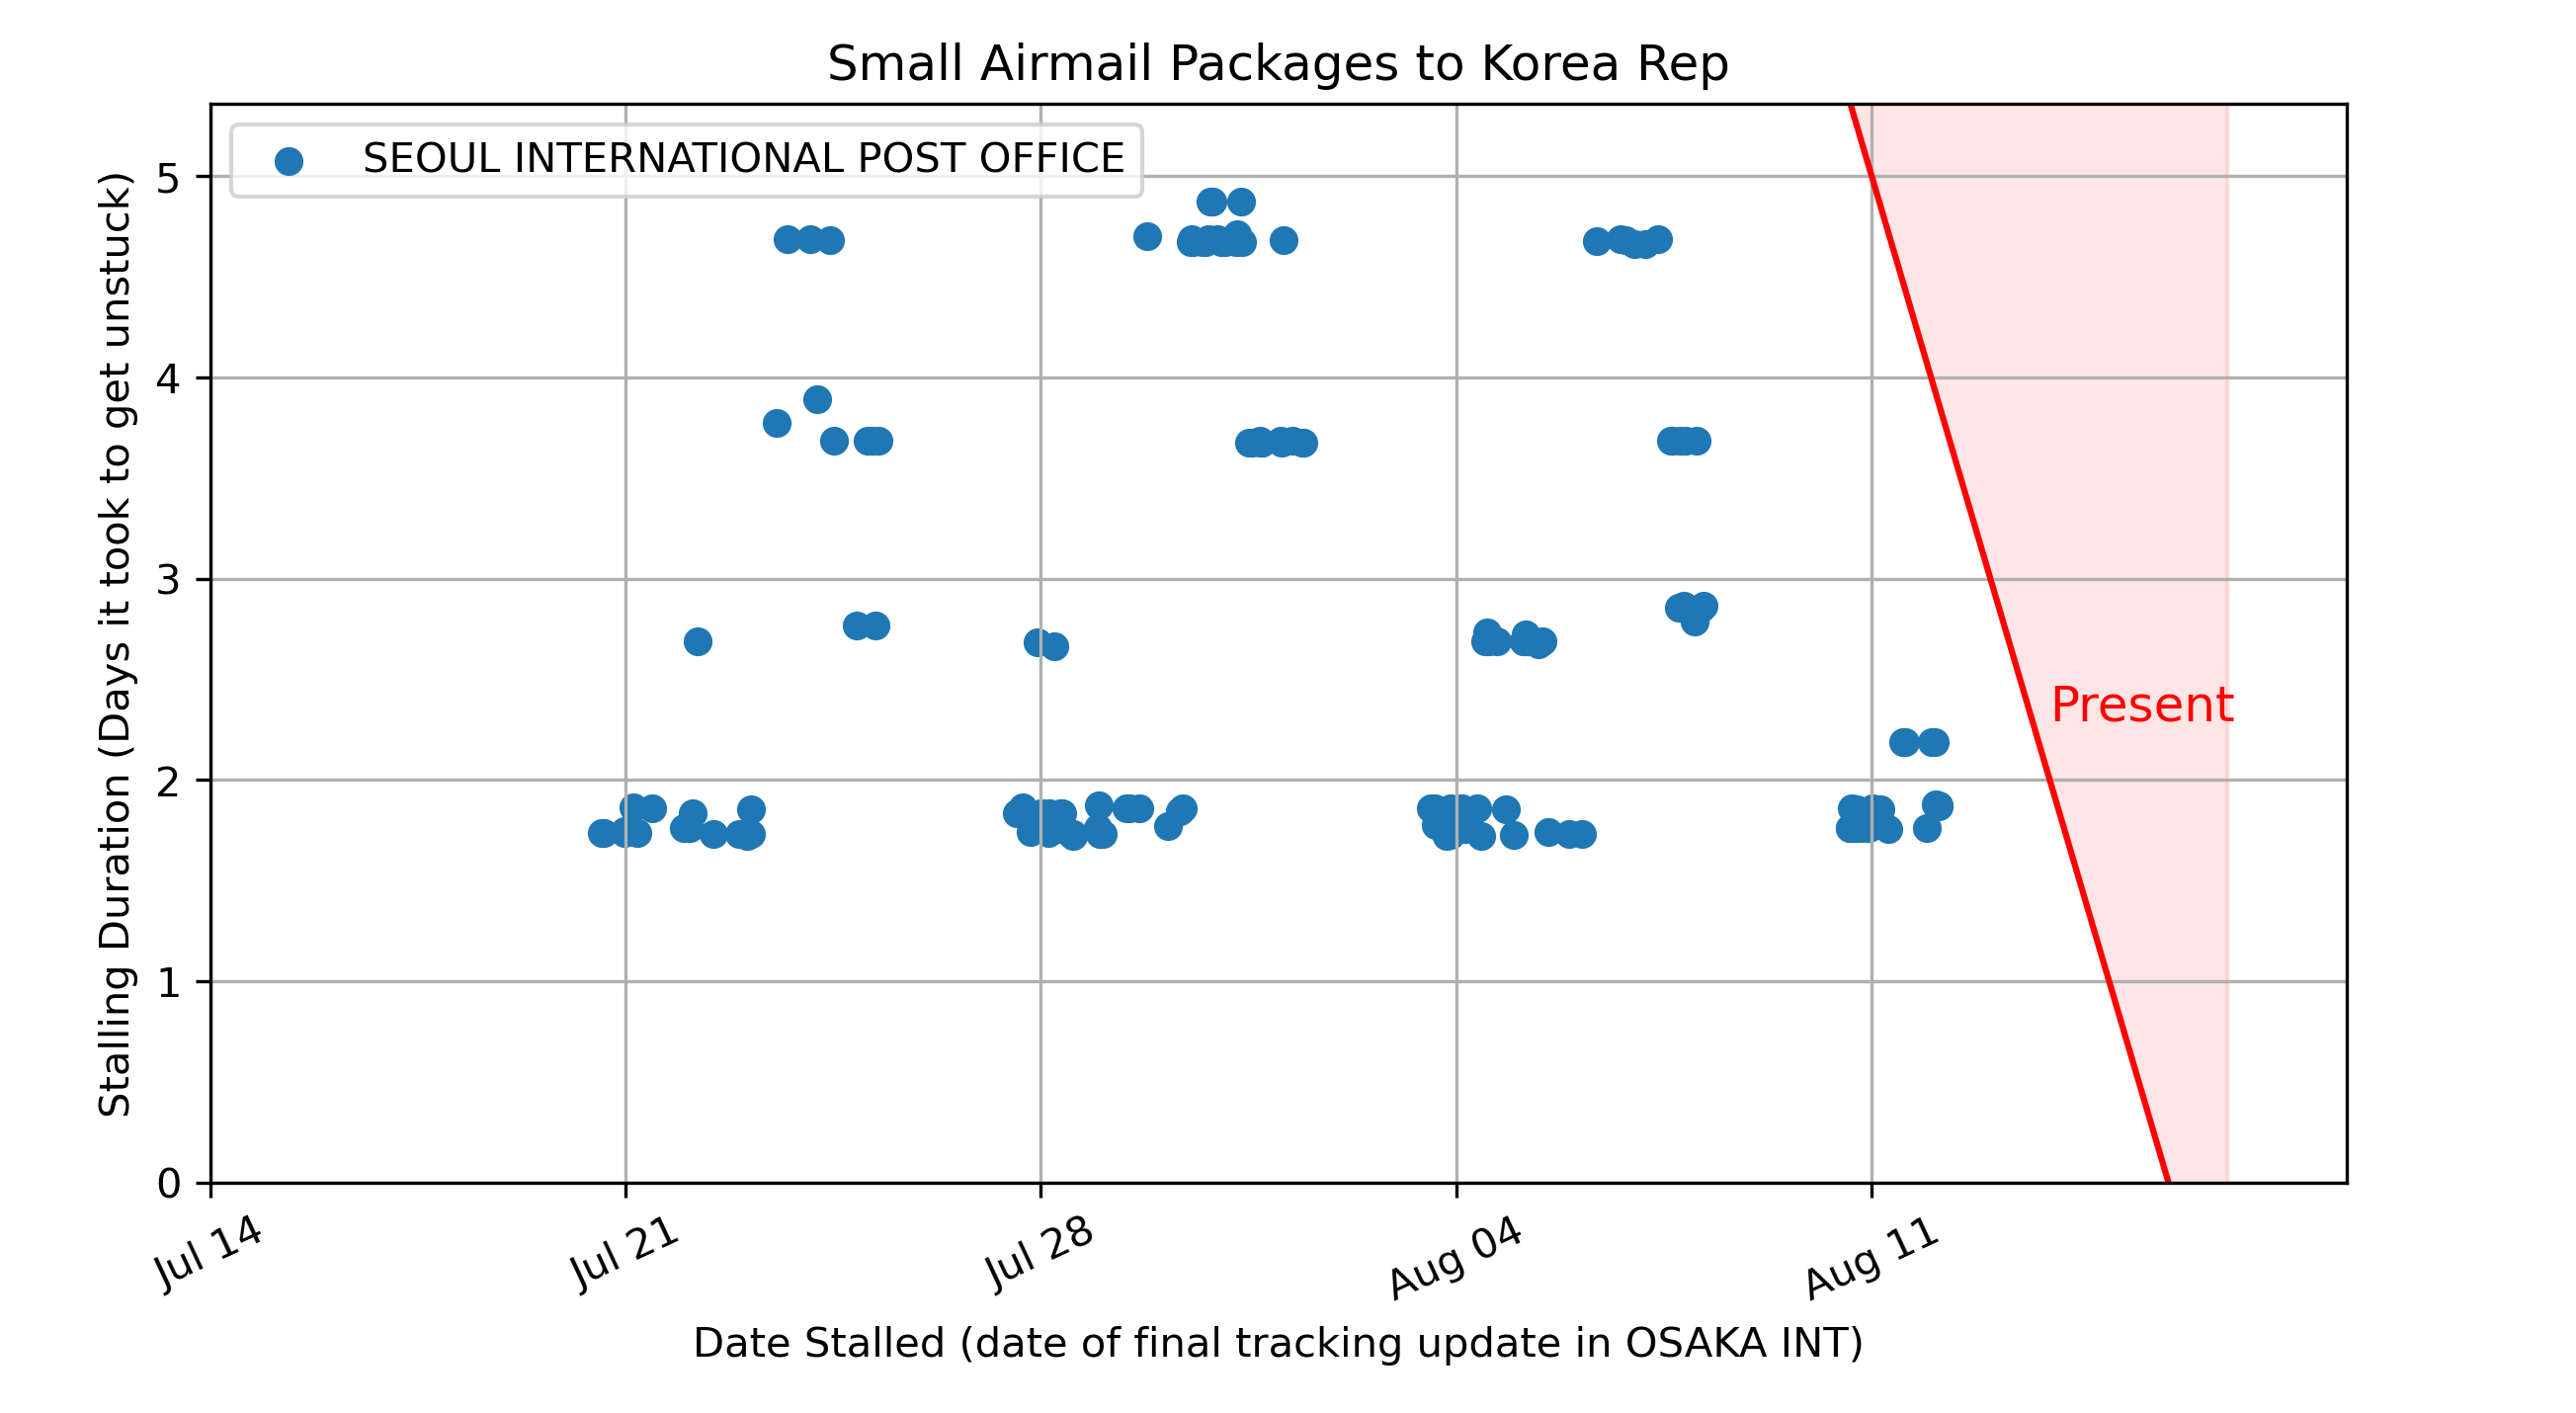 Small Airmail Packages to Korea Rep
SEOUL INTERNATIONAL POST OFFICE
Stalling Duration (Days it took to get unstuck)
5
4
3
2
1
0
Present
Jul 14
Jul 21
Jul 28
Aug 04
Aug 11
Date Stalled (date of final tracking update in OSAKA INT)